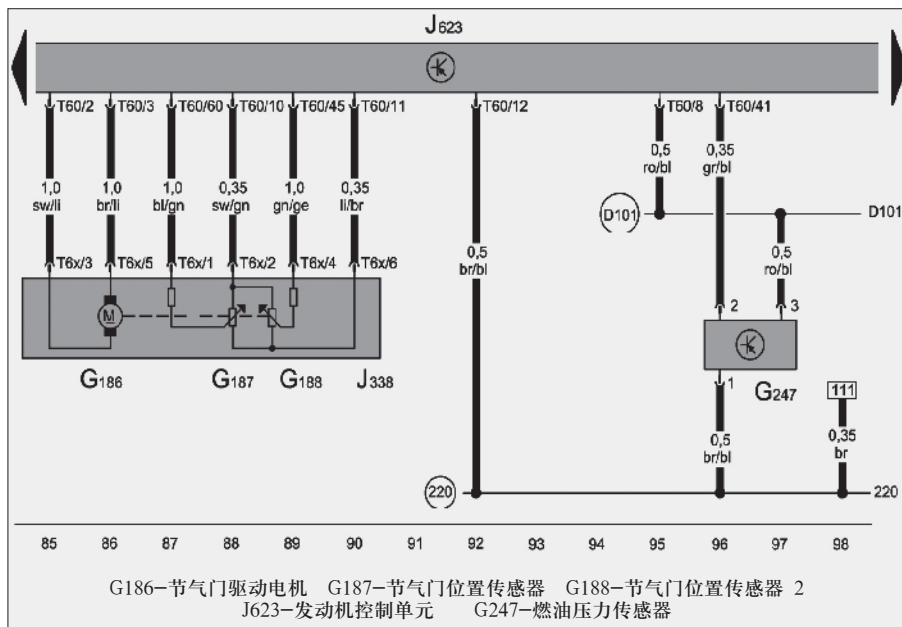 J623
T60/2 T60/3 T60/60 T60/10 T60/45 T60/11 T60/12 T60/8 T60/41
0,5 ro/bl
0,35 gr/bl
1,0 sw/li
1,0 br/li
1,0 bl/gn
0,35 sw/gn
1,0 gn/ge
0,35 li/br
D101 D101
0,5 br/bl
0,5 ro/bl
T6x/3 T6x/5 T6x/1 T6x/2 T6x/4 T6x/6
2 3
M
G186 G187 G188 J338
1 G247 111
0,5 br/bl
0,35 br
220 220
85 86 87 88 89 90 91 92 93 94 95 96 97 98
G186-节气门驱动电机 G187-节气门位置传感器 G188-节气门位置传感器 2
J623-发动机控制单元 G247-燃油压力传感器